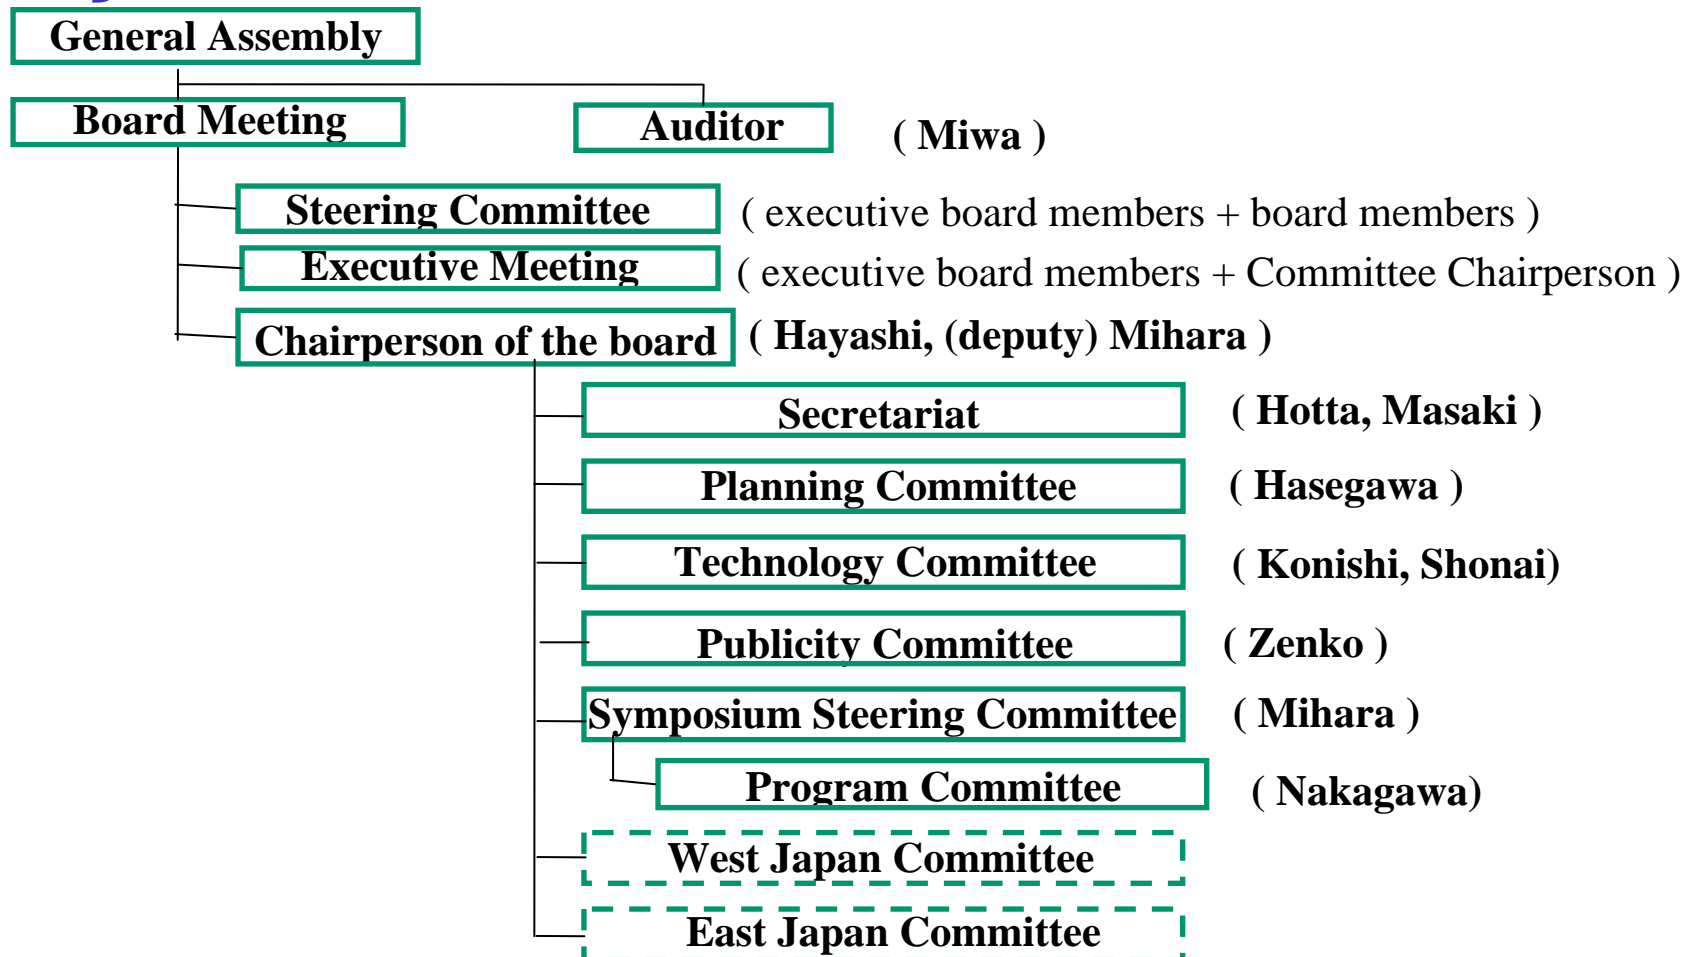 General Assembly
Board Meeting
Auditor ( Miwa )
Steering Committee ( executive board members + board members )
Executive Meeting ( executive board members + Committee Chairperson )
Chairperson of the board ( Hayashi, (deputy) Mihara )
Secretariat ( Hotta, Masaki )
Planning Committee ( Hasegawa )
Technology Committee ( Konishi, Shonai)
Publicity Committee ( Zenko )
Symposium Steering Committee ( Mihara )
Program Committee ( Nakagawa)
West Japan Committee
East Japan Committee